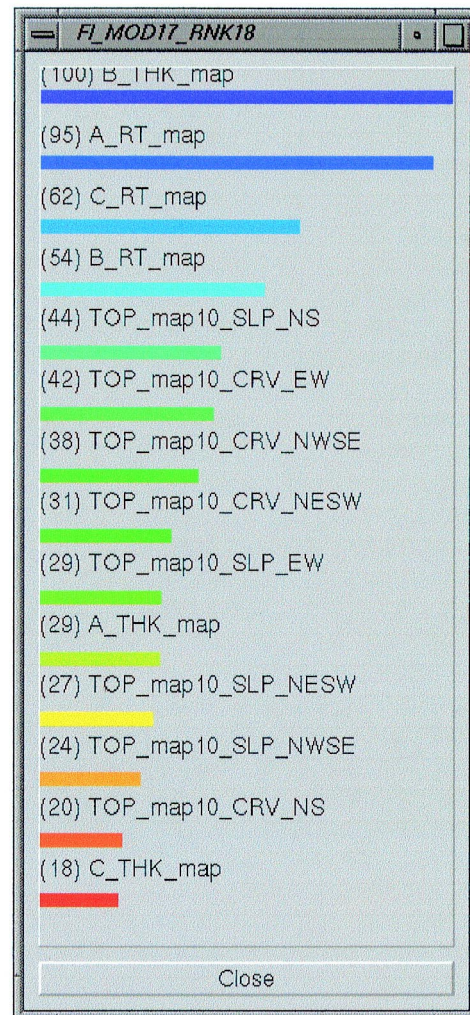 FI_MOD17_RNK18
(100) B_THK_map
(95) A_RT_map
(62) C_RT_map
(54) B_RT_map
(44) TOP_map10_SLP_NS
(42) TOP_map10_CRV_EW
(38) TOP_map10_CRV_NWSE
(31) TOP_map10_CRV_NESW
(29) TOP_map10_SLP_EW
(29) A_THK_map
(27) TOP_map10_SLP_NESW
(24) TOP_map10_SLP_NWSE
(20) TOP_map10_CRV_NS
(18) C_THK_map
Close